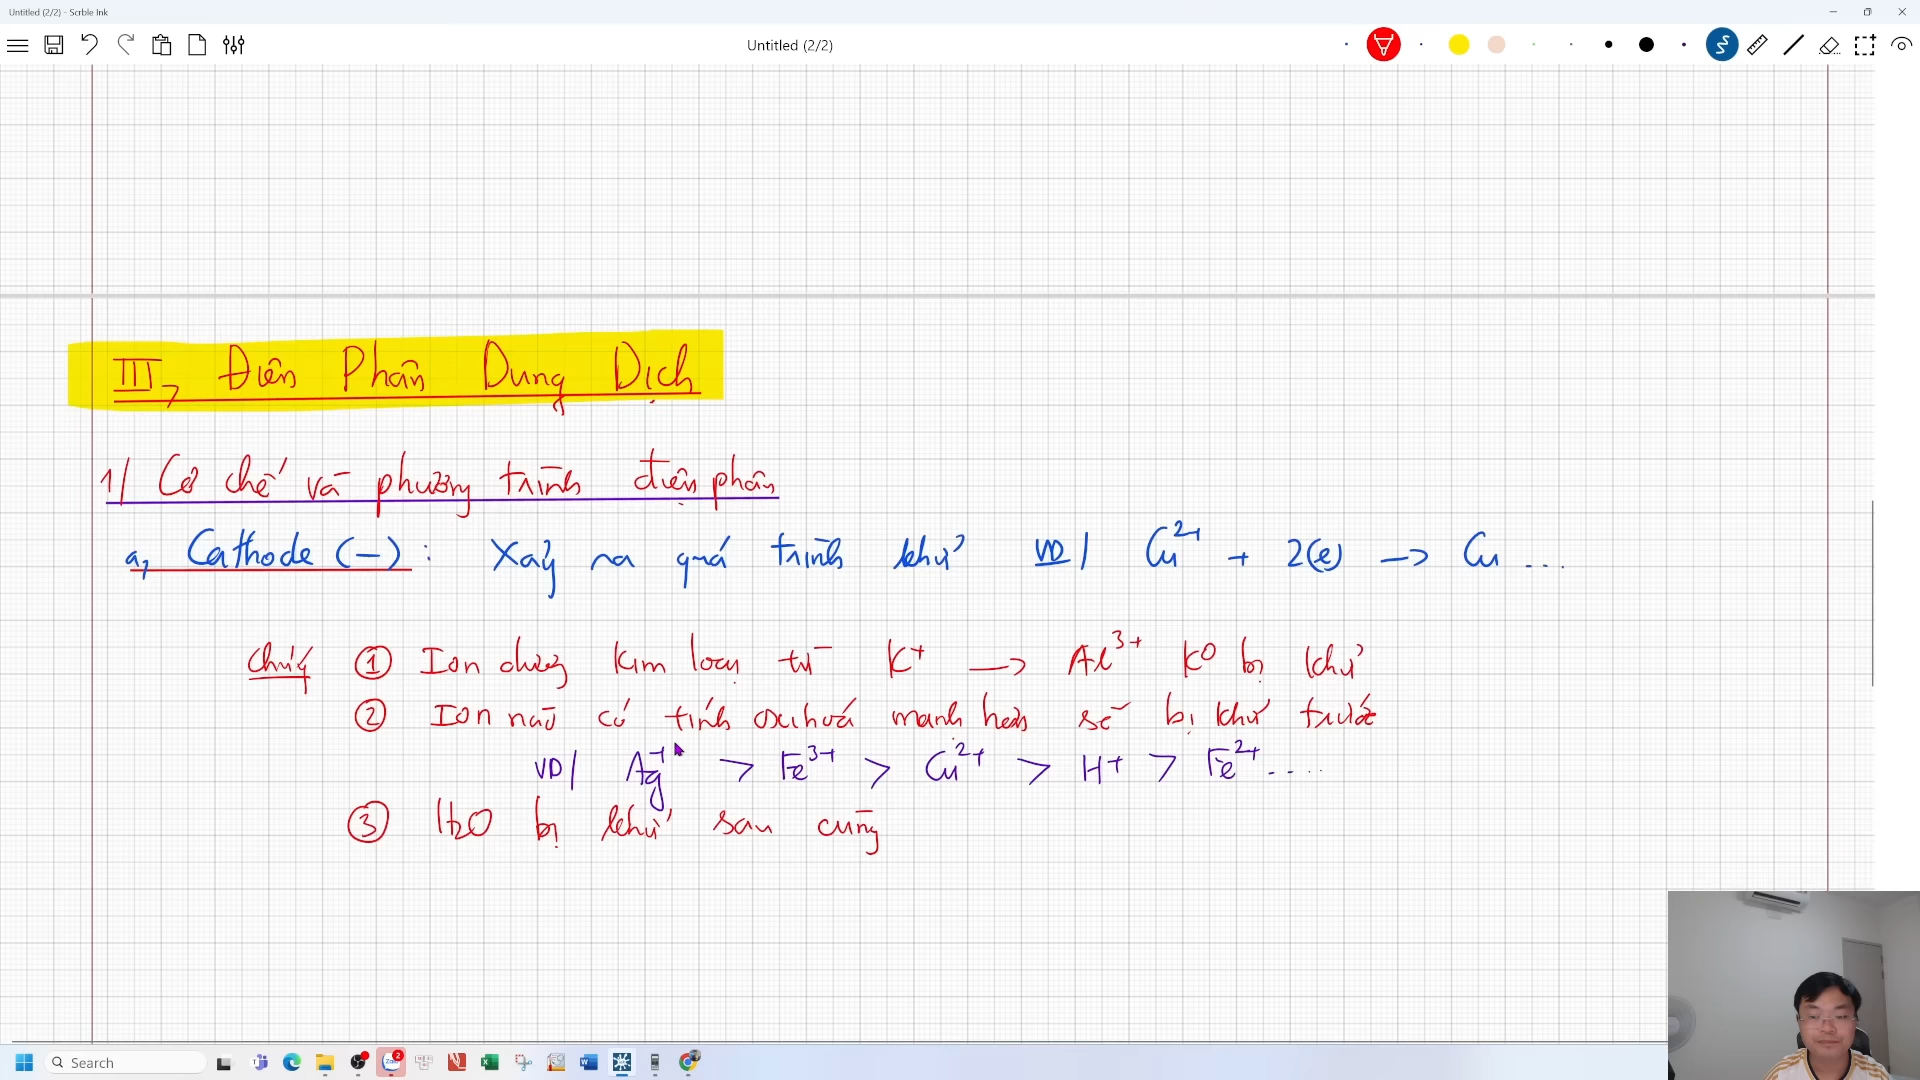 Untitled (2/2) - Scrble Ink
Untitled (2/2)
III, Điện Phân Dung Dịch
1/ Cơ chế và phương trình điện phân
a, Cathode (-) : Xảy ra quá trình khử VD/ Cu²⁺ + 2(e) → Cu ...
Chú ý ① Ion dương kim loại từ K⁺ → Al³⁺ K⁰ bị khử
② Ion nào có tính oxi hoá mạnh hơn sẽ bị khử trước
VD/ Ag⁺ > Fe³⁺ > Cu²⁺ > H⁺ > Fe²⁺ .....
③ H₂O bị khử sau cùng
Search